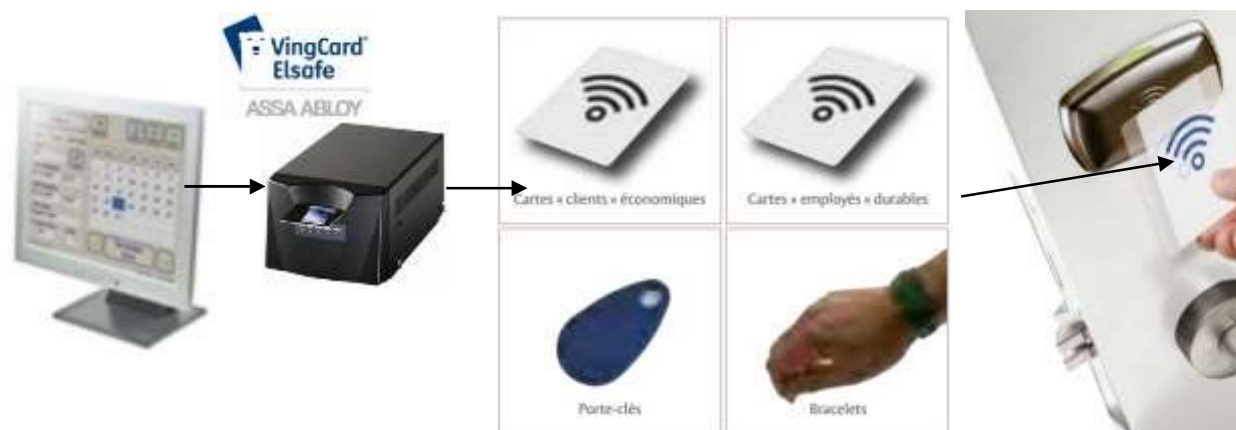 VingCard®
Elsafe
ASSA ABLOY
Cartes « clients » économiques
Cartes « employés » durables
Porte-clés
Bracelets